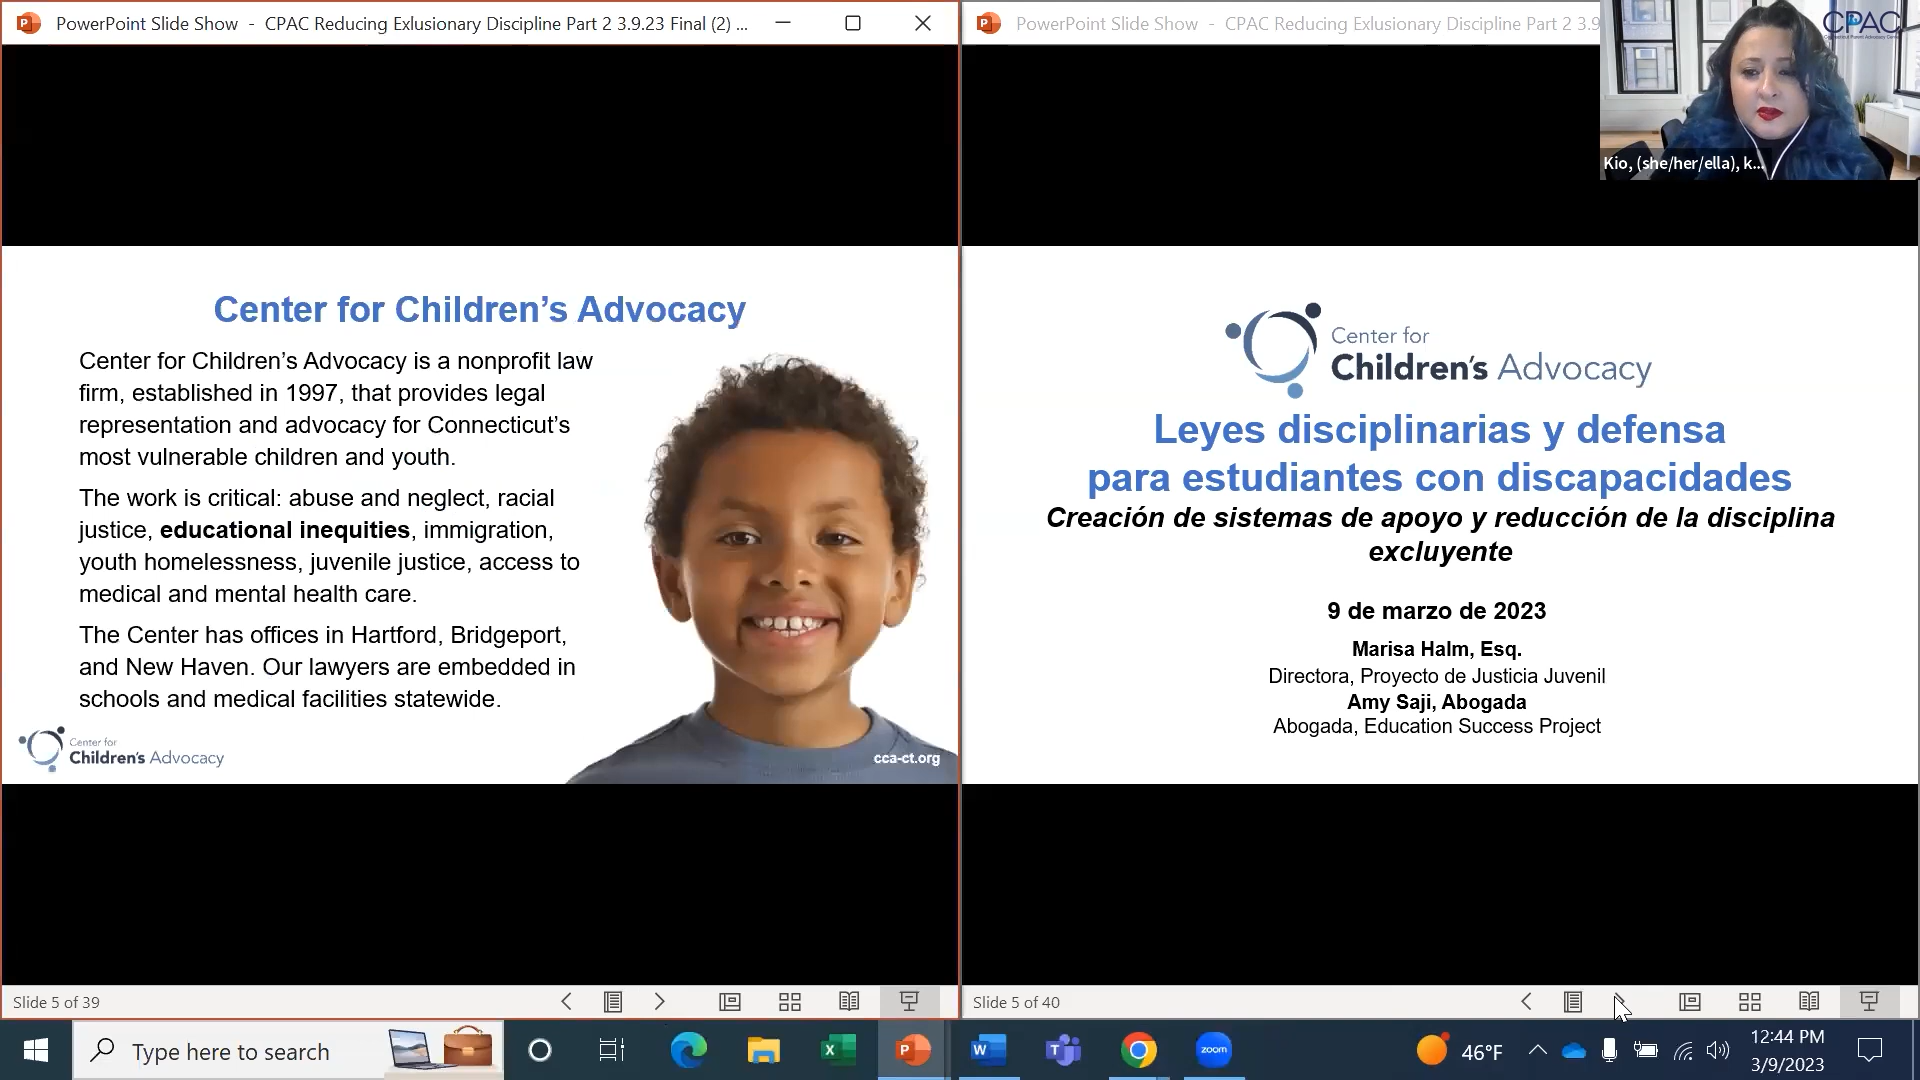 PowerPoint Slide Show - CPAC Reducing Exlusionary Discipline Part 2 3.9.23 Final (2) ...
PowerPoint Slide Show - CPAC Reducing Exlusionary Discipline Part 2 3.9
CPAC
Kio, (she/her/ella), k...
Center for Children's Advocacy
Center for Children's Advocacy is a nonprofit law
firm, established in 1997, that provides legal
representation and advocacy for Connecticut's
most vulnerable children and youth.
The work is critical: abuse and neglect, racial
justice, educational inequities, immigration,
youth homelessness, juvenile justice, access to
medical and mental health care.
The Center has offices in Hartford, Bridgeport,
and New Haven. Our lawyers are embedded in
schools and medical facilities statewide.
Center for
Children's Advocacy
cca-ct.org
Center for
Children's Advocacy
Leyes disciplinarias y defensa
para estudiantes con discapacidades
Creación de sistemas de apoyo y reducción de la disciplina
excluyente
9 de marzo de 2023
Marisa Halm, Esq.
Directora, Proyecto de Justicia Juvenil
Amy Saji, Abogada
Abogada, Education Success Project
Slide 5 of 39
Slide 5 of 40
Type here to search
zoom
46°F
12:44 PM
3/9/2023